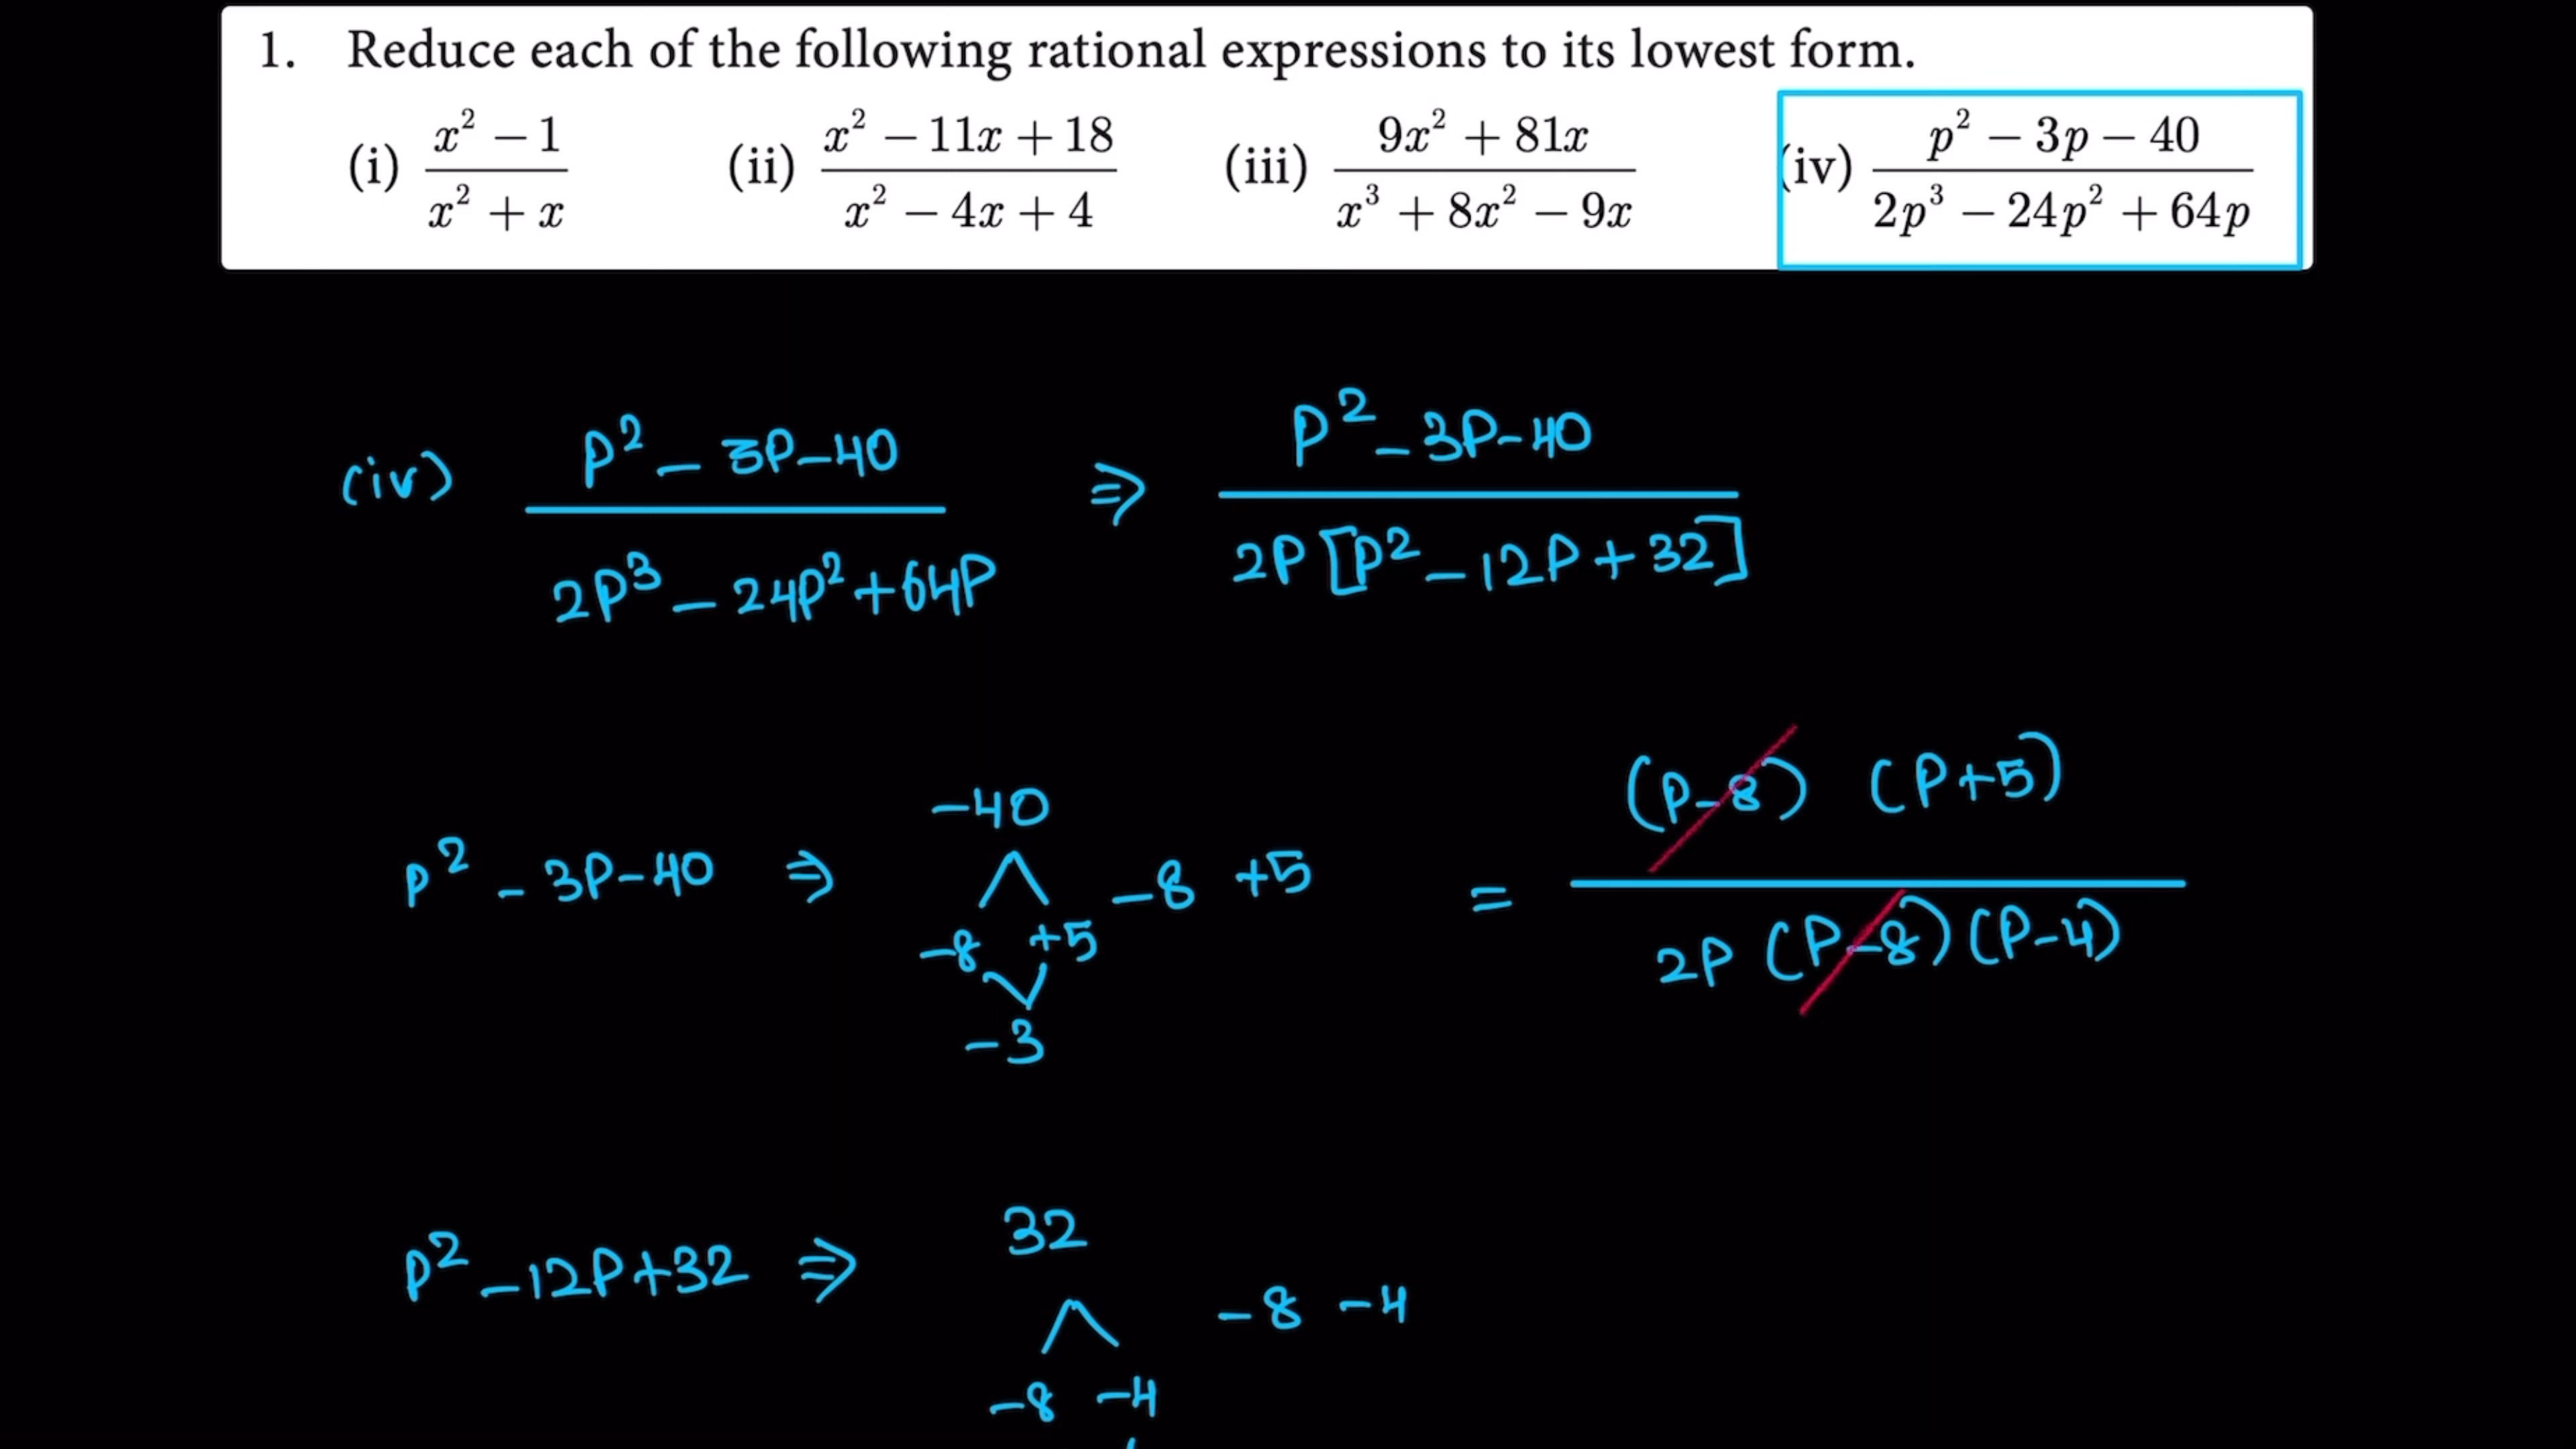 1. Reduce each of the following rational expressions to its lowest form.
(i) (x² − 1)/(x² + x) (ii) (x² − 11x + 18)/(x² − 4x + 4) (iii) (9x² + 81x)/(x³ + 8x² − 9x) (iv) (p² − 3p − 40)/(2p³ − 24p² + 64p)
(iv) (P² − 3P − 40)/(2P³ − 24P² + 64P) ⇒ (P² − 3P − 40)/(2P[P² − 12P + 32])
P² − 3P − 40 ⇒
−40
−8 +5
−3
−8 +5
= (P−8) (P+5)/(2P (P−8)(P−4))
P² − 12P + 32 ⇒
32
−8 −4
−8 −4